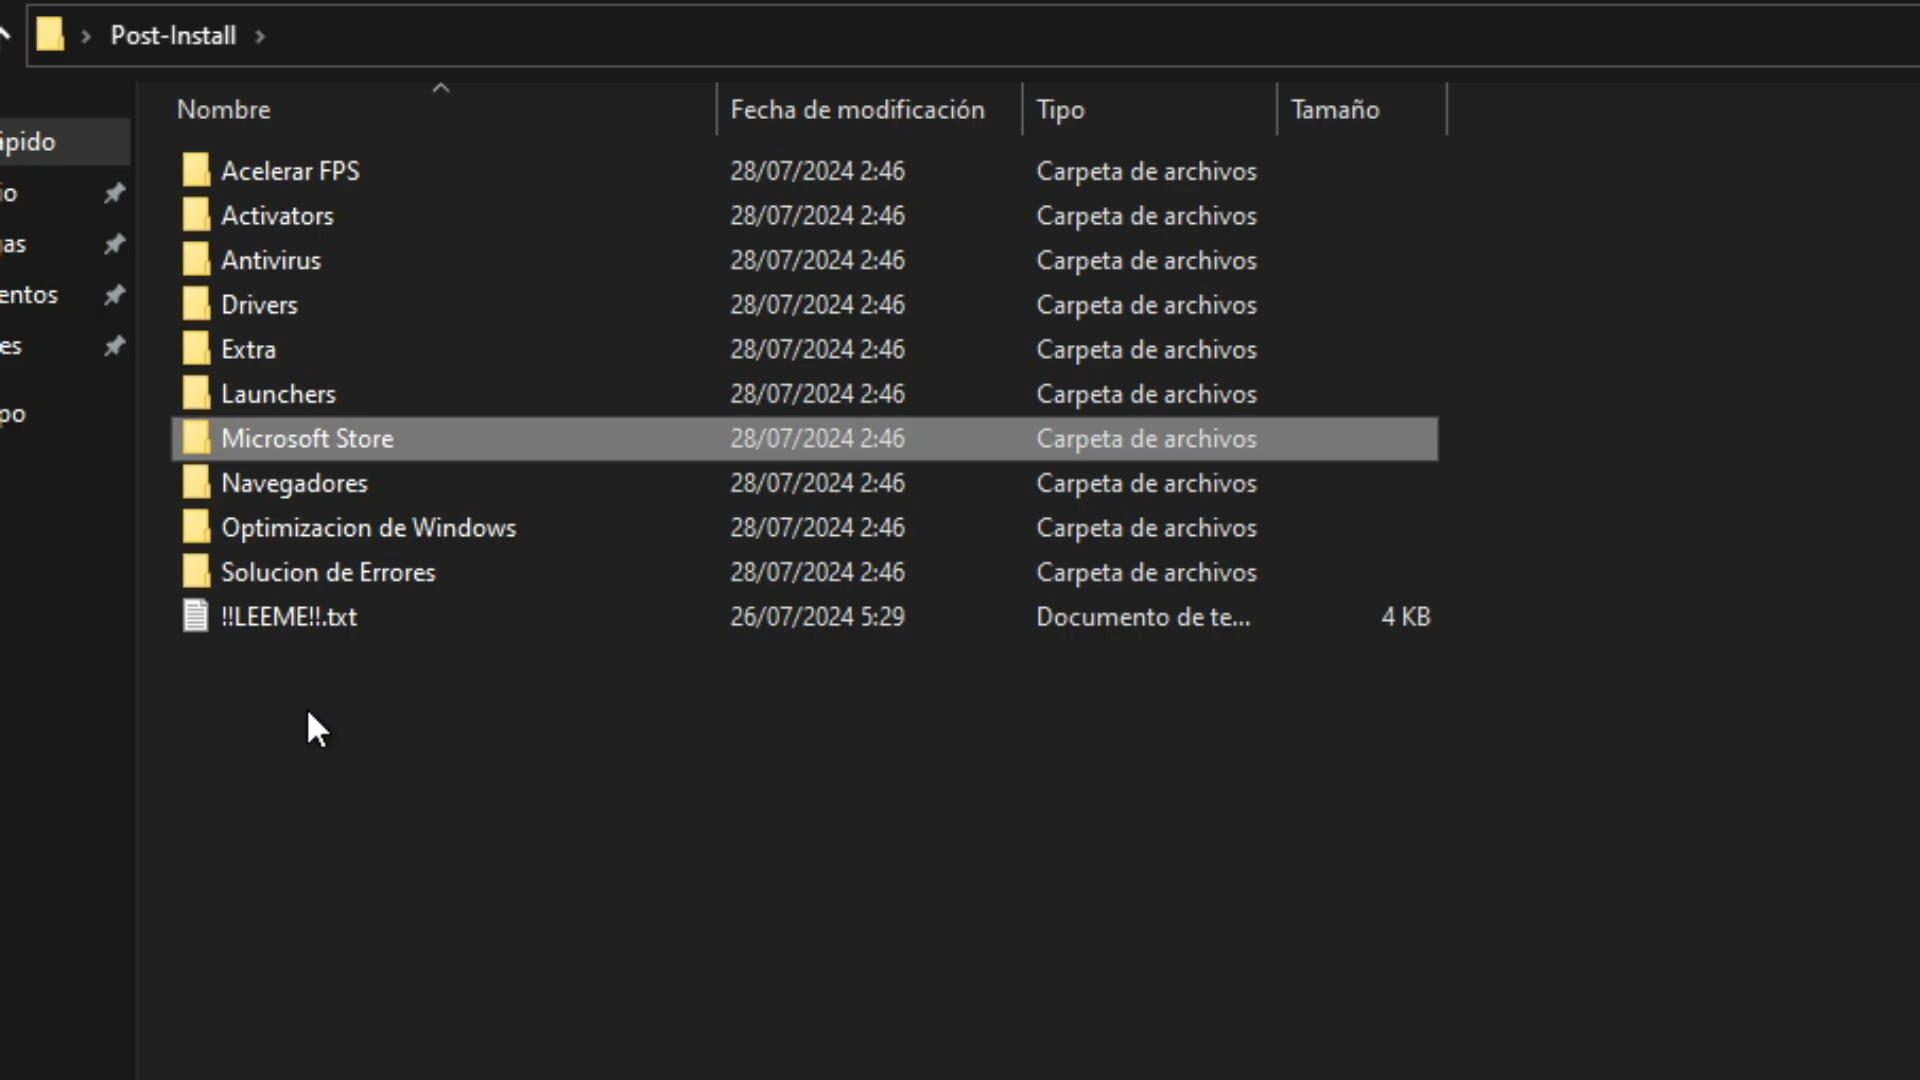 Post-Install
Nombre Fecha de modificación Tipo Tamaño
Acelerar FPS 28/07/2024 2:46 Carpeta de archivos
Activators 28/07/2024 2:46 Carpeta de archivos
Antivirus 28/07/2024 2:46 Carpeta de archivos
Drivers 28/07/2024 2:46 Carpeta de archivos
Extra 28/07/2024 2:46 Carpeta de archivos
Launchers 28/07/2024 2:46 Carpeta de archivos
Microsoft Store 28/07/2024 2:46 Carpeta de archivos
Navegadores 28/07/2024 2:46 Carpeta de archivos
Optimizacion de Windows 28/07/2024 2:46 Carpeta de archivos
Solucion de Errores 28/07/2024 2:46 Carpeta de archivos
!!LEEME!!.txt 26/07/2024 5:29 Documento de te... 4 KB
ápido
io
gas
entos
es
po